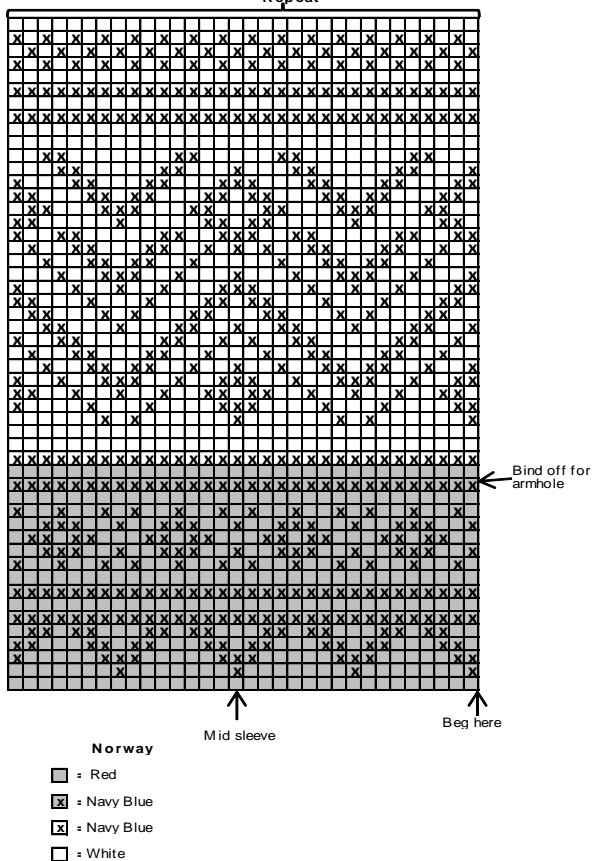 Repeat
Bind off for
armhole
Mid sleeve
Beg here
Norway
= Red
x = Navy Blue
x = Navy Blue
= White